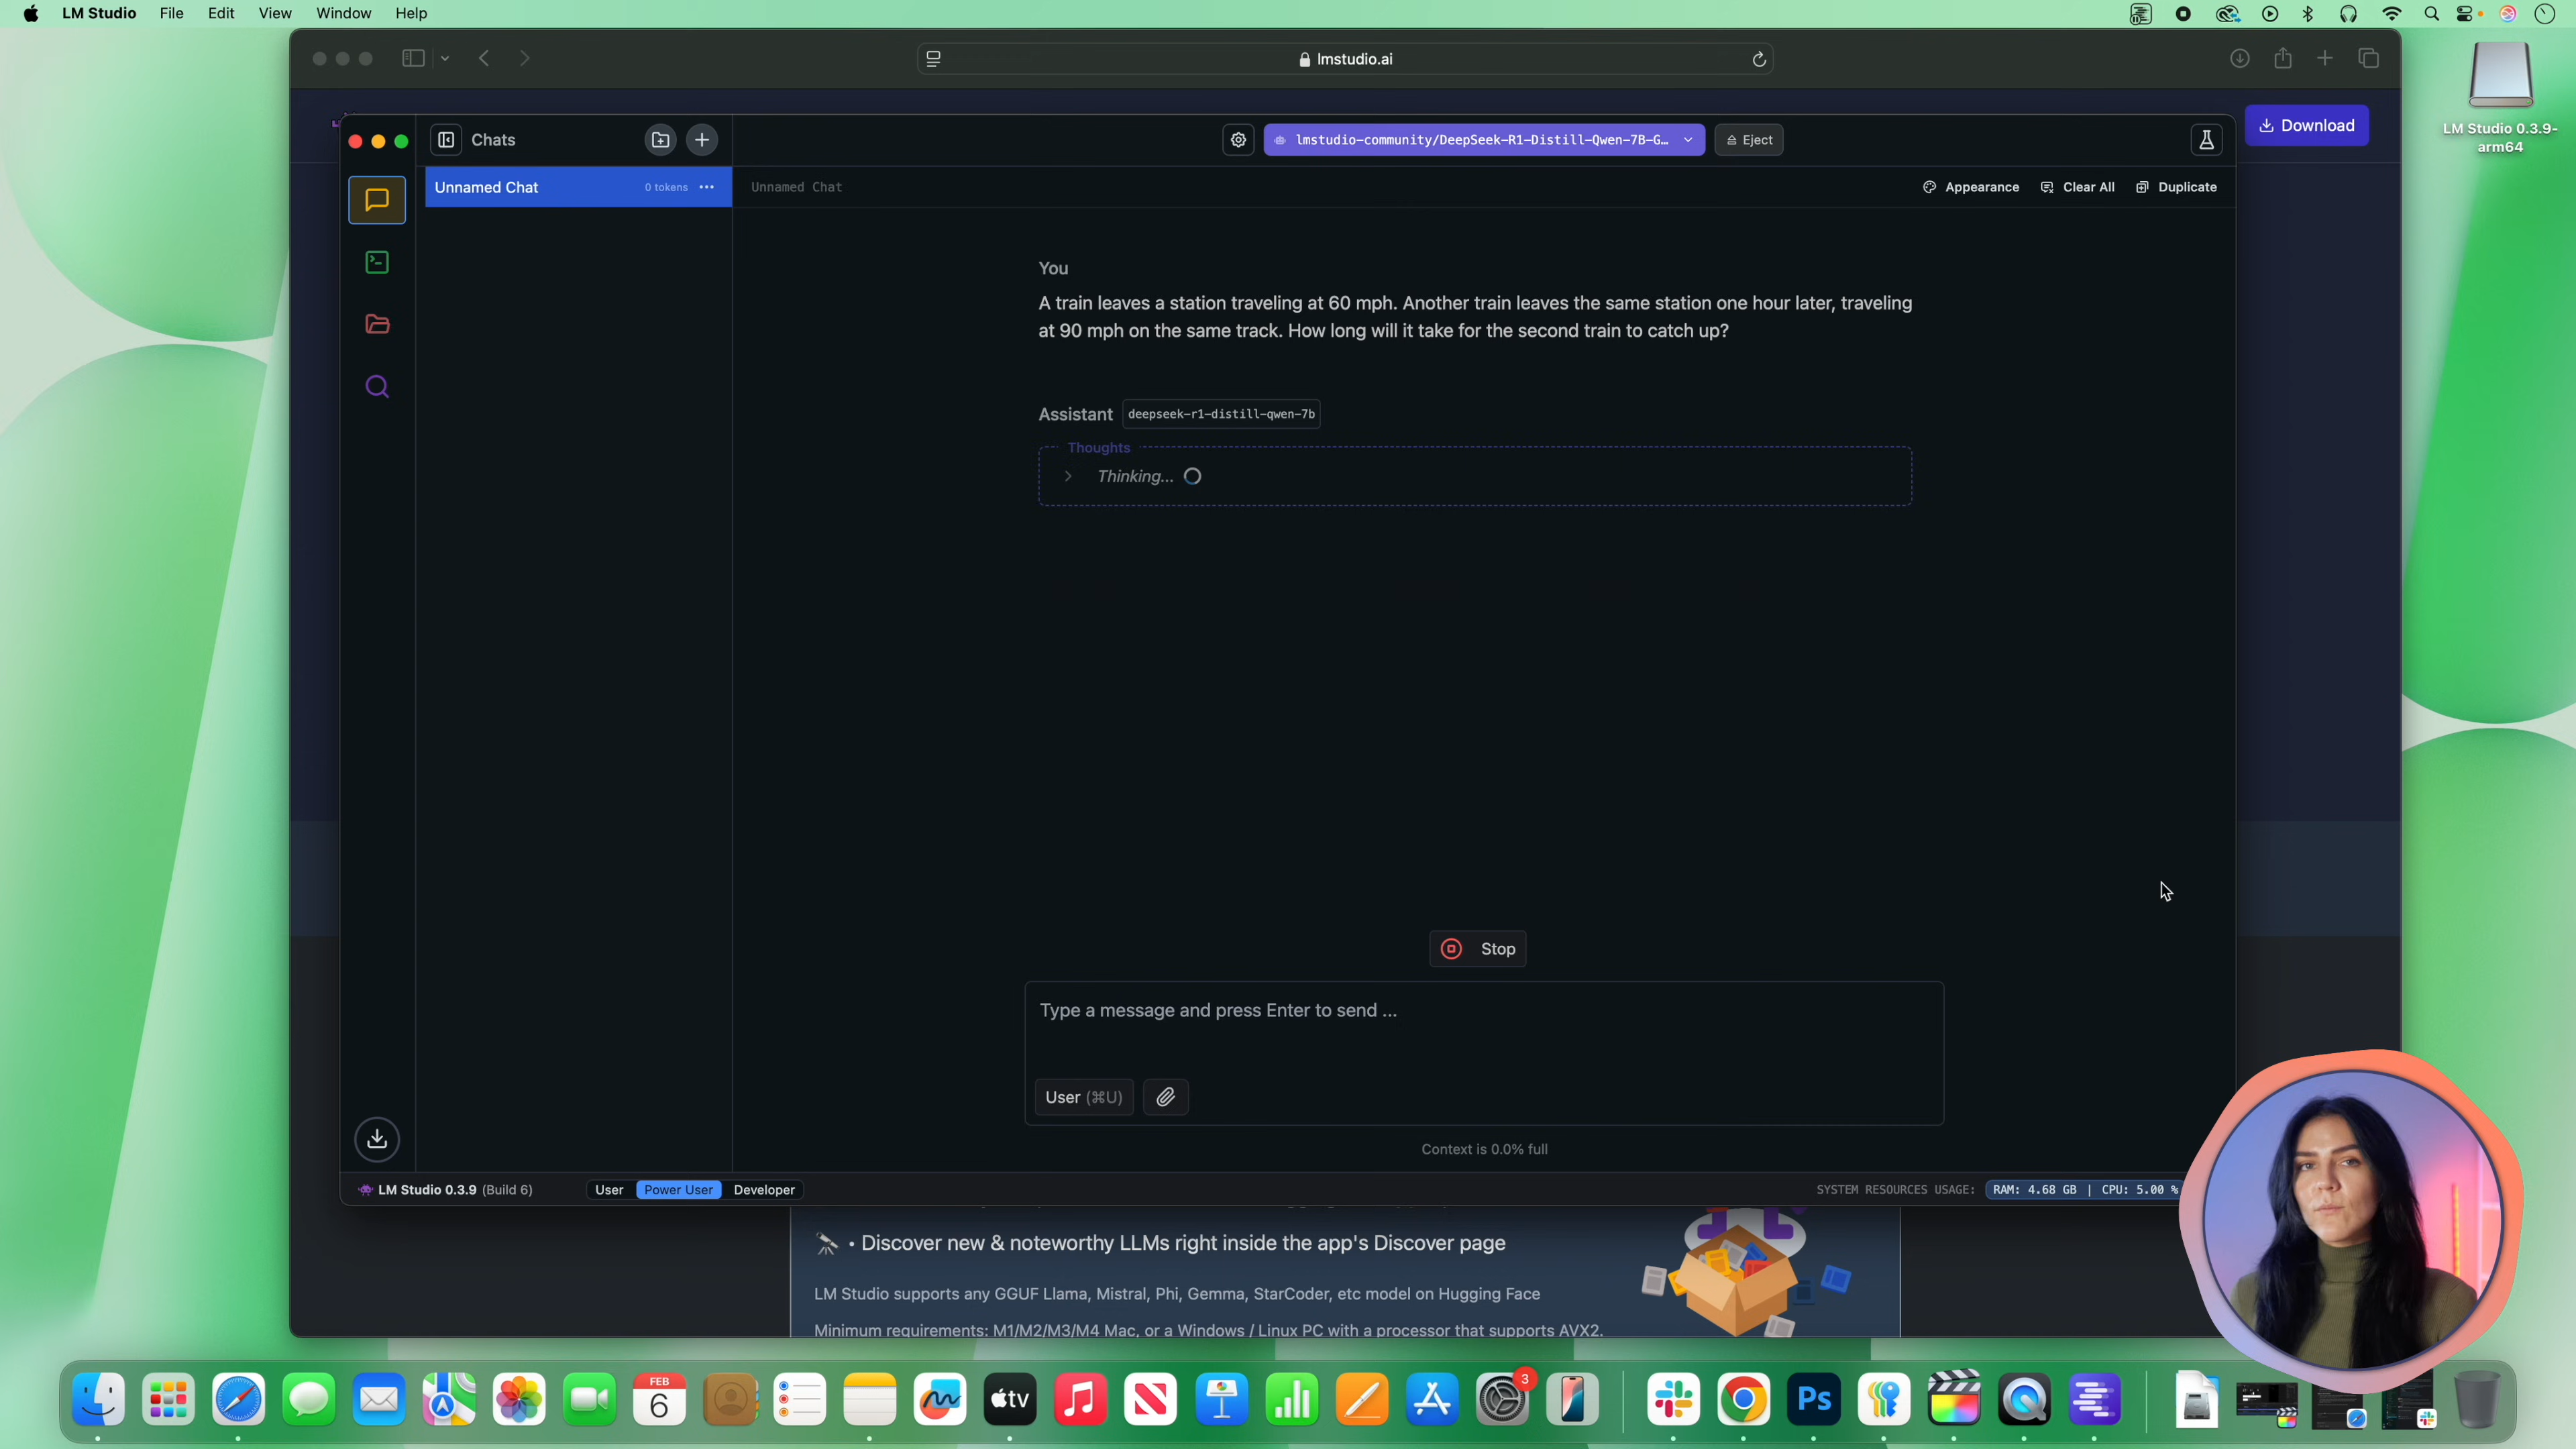 LM Studio File Edit View Window Help
lmstudio.ai
Download
LM Studio 0.3.9-
arm64
Chats
lmstudio-community/DeepSeek-R1-Distill-Qwen-7B-G…
Eject
Unnamed Chat 0 tokens
Unnamed Chat
Appearance Clear All Duplicate
You
A train leaves a station traveling at 60 mph. Another train leaves the same station one hour later, traveling
at 90 mph on the same track. How long will it take for the second train to catch up?
Assistant deepseek-r1-distill-qwen-7b
Thoughts
Thinking...
Stop
Type a message and press Enter to send ...
User (⌘U)
Context is 0.0% full
LM Studio 0.3.9 (Build 6)
User Power User Developer
SYSTEM RESOURCES USAGE: RAM: 4.68 GB | CPU: 5.00 %
• Discover new & noteworthy LLMs right inside the app's Discover page
LM Studio supports any GGUF Llama, Mistral, Phi, Gemma, StarCoder, etc model on Hugging Face
Minimum requirements: M1/M2/M3/M4 Mac, or a Windows / Linux PC with a processor that supports AVX2.
FEB
6
tv
3
Ps